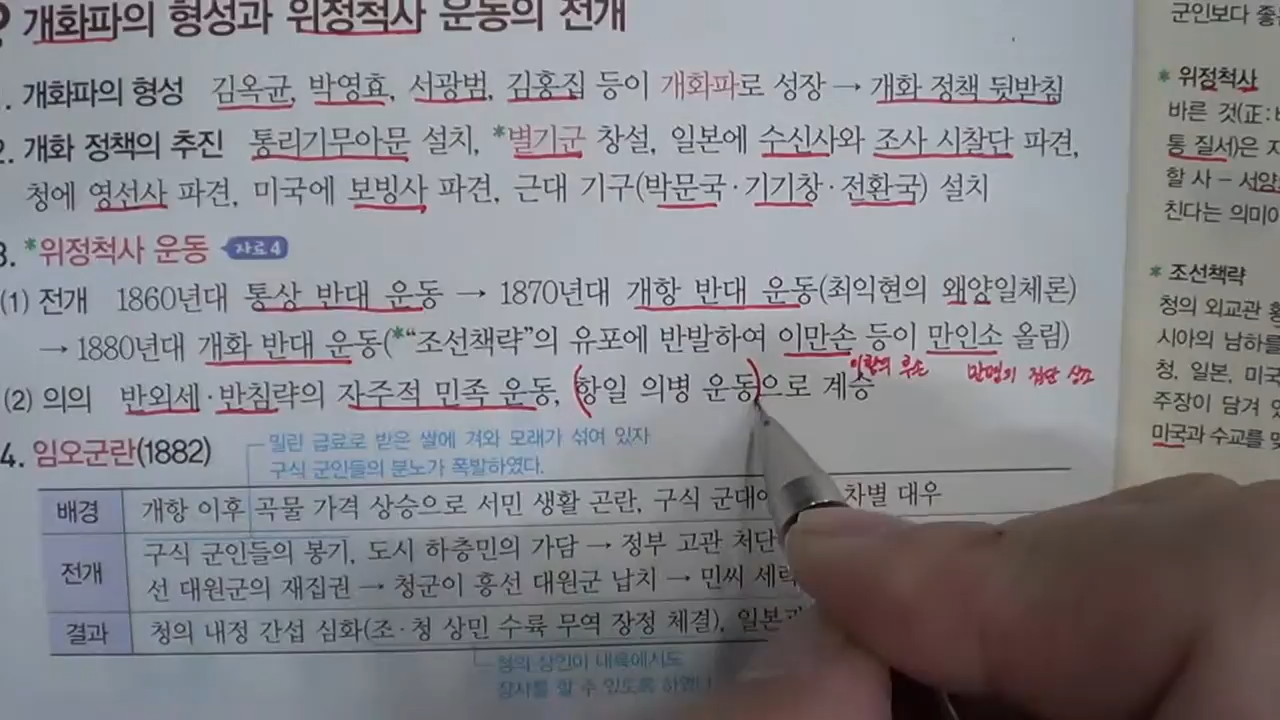 개화파의 형성과 위정척사 운동의 전개
1. 개화파의 형성 김옥균, 박영효, 서광범, 김홍집 등이 개화파로 성장 → 개화 정책 뒷받침
2. 개화 정책의 추진 통리기무아문 설치, *별기군 창설, 일본에 수신사와 조사 시찰단 파견,
청에 영선사 파견, 미국에 보빙사 파견, 근대 기구(박문국·기기창·전환국) 설치
3. *위정척사 운동 자료4
(1) 전개 1860년대 통상 반대 운동 → 1870년대 개항 반대 운동(최익현의 왜양일체론)
→ 1880년대 개화 반대 운동(*"조선책략"의 유포에 반발하여 이만손 등이 만인소 올림)
만명의 집단 상소
(2) 의의 반외세·반침략의 자주적 민족 운동, (항일 의병 운동)으로 계승
4. 임오군란(1882)
밀린 급료로 받은 쌀에 겨와 모래가 섞여 있자
구식 군인들의 분노가 폭발하였다.
배경 개항 이후 곡물 가격 상승으로 서민 생활 곤란, 구식 군대에 차별 대우
전개 구식 군인들의 봉기, 도시 하층민의 가담 → 정부 고관 처단
선 대원군의 재집권 → 청군이 흥선 대원군 납치 → 민씨 세력
결과 청의 내정 간섭 심화(조·청 상민 수륙 무역 장정 체결), 일본과
청의 상인이 내륙에서도
장사를 할 수 있도록 하였다
군인보다 좋은
* 위정척사
바른 것(正:
통 질서)은 지
할 사 - 서양
친다는 의미
* 조선책략
청의 외교관 황
시아의 남하를
청, 일본, 미국
주장이 담겨 있
미국과 수교를 맺